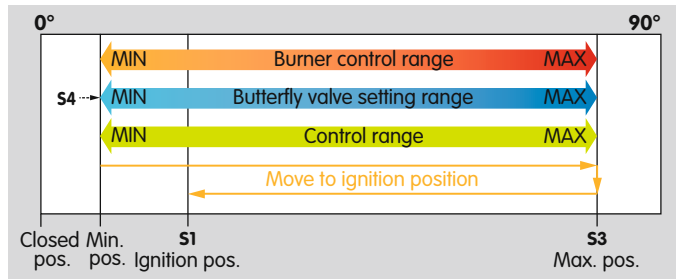 0° 90°
MIN Burner control range MAX
S4 MIN Butterfly valve setting range MAX
MIN Control range MAX
Move to ignition position
Closed Min. S1 S3
pos. pos. Ignition pos. Max. pos.